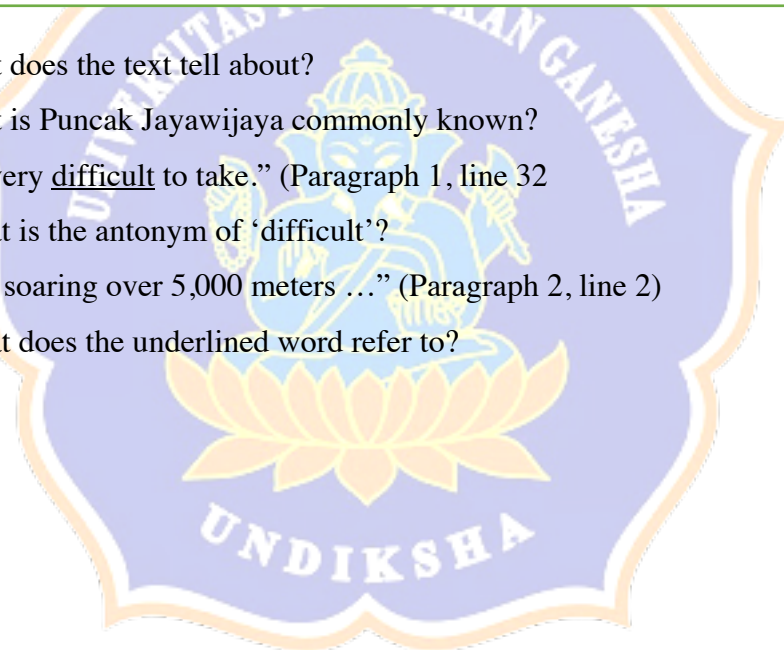 does the text tell about?
is Puncak Jayawijaya commonly known?
difficult to take.” (Paragraph 1, line 32
is the antonym of ‘difficult’?
soaring over 5,000 meters …” (Paragraph 2, line 2)
does the underlined word refer to?
GANESHA
UNDIKSHA